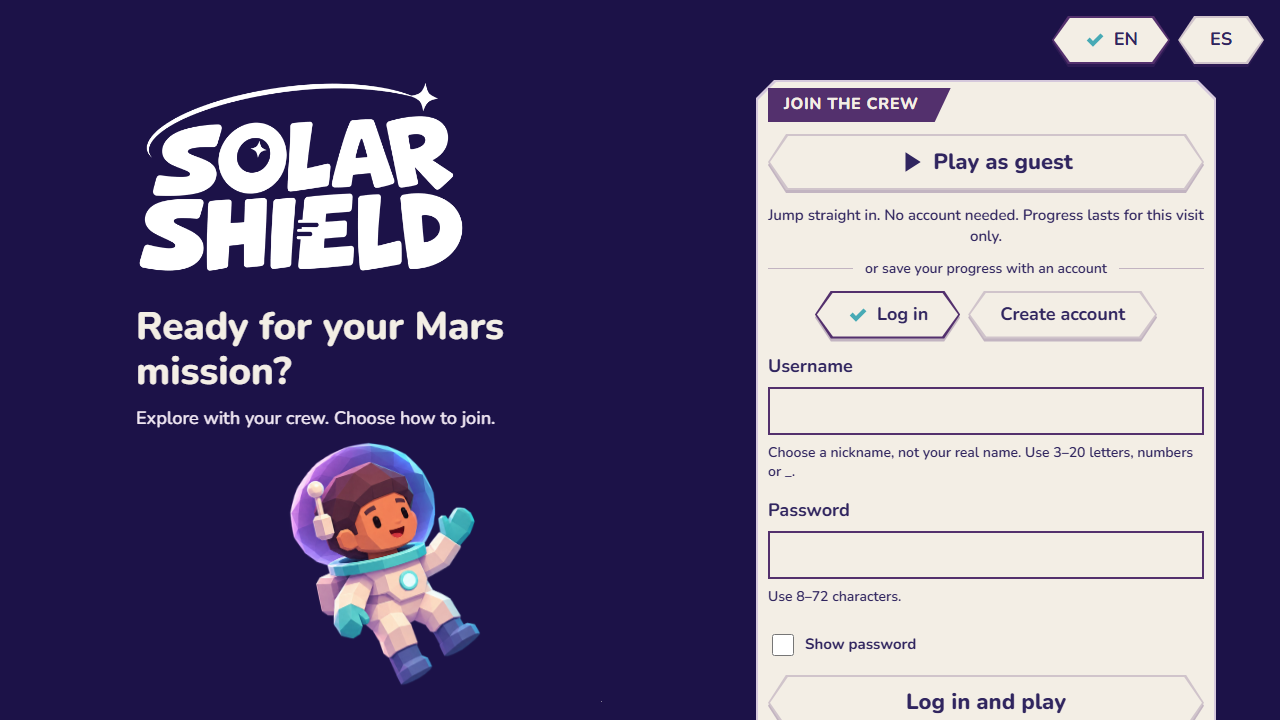 EN
ES
SOLAR
SHIELD
Ready for your Mars
mission?
Explore with your crew. Choose how to join.
JOIN THE CREW
Play as guest
Jump straight in. No account needed. Progress lasts for this visit
only.
or save your progress with an account
Log in
Create account
Username
Choose a nickname, not your real name. Use 3–20 letters, numbers
or _.
Password
Use 8–72 characters.
Show password
Log in and play